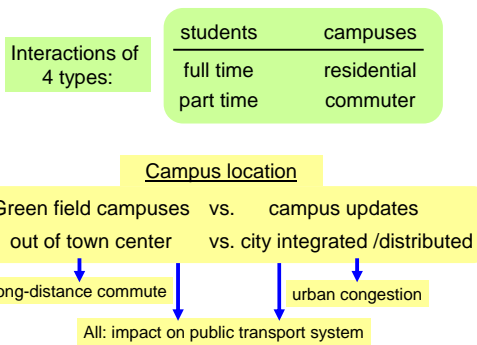 Interactions of
4 types:
students campuses
full time residential
part time commuter
Campus location
Green field campuses vs. campus updates
out of town center vs. city integrated /distributed
ong-distance commute
urban congestion
All: impact on public transport system